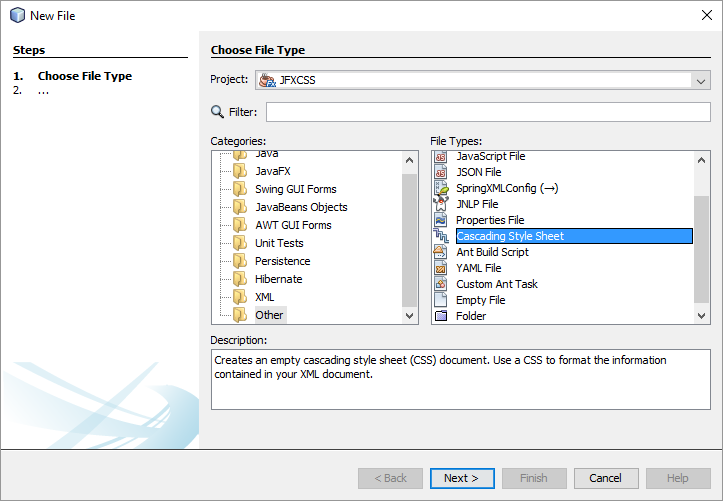 New File
Steps
1. Choose File Type
2. ...
Choose File Type
Project: JFXCSS
Filter:
Categories:
Java
JavaFX
Swing GUI Forms
JavaBeans Objects
AWT GUI Forms
Unit Tests
Persistence
Hibernate
XML
Other
File Types:
JavaScript File
JSON File
SpringXMLConfig (→)
JNLP File
Properties File
Cascading Style Sheet
Ant Build Script
YAML File
Custom Ant Task
Empty File
Folder
Description:
Creates an empty cascading style sheet (CSS) document. Use a CSS to format the information
contained in your XML document.
< Back Next > Finish Cancel Help